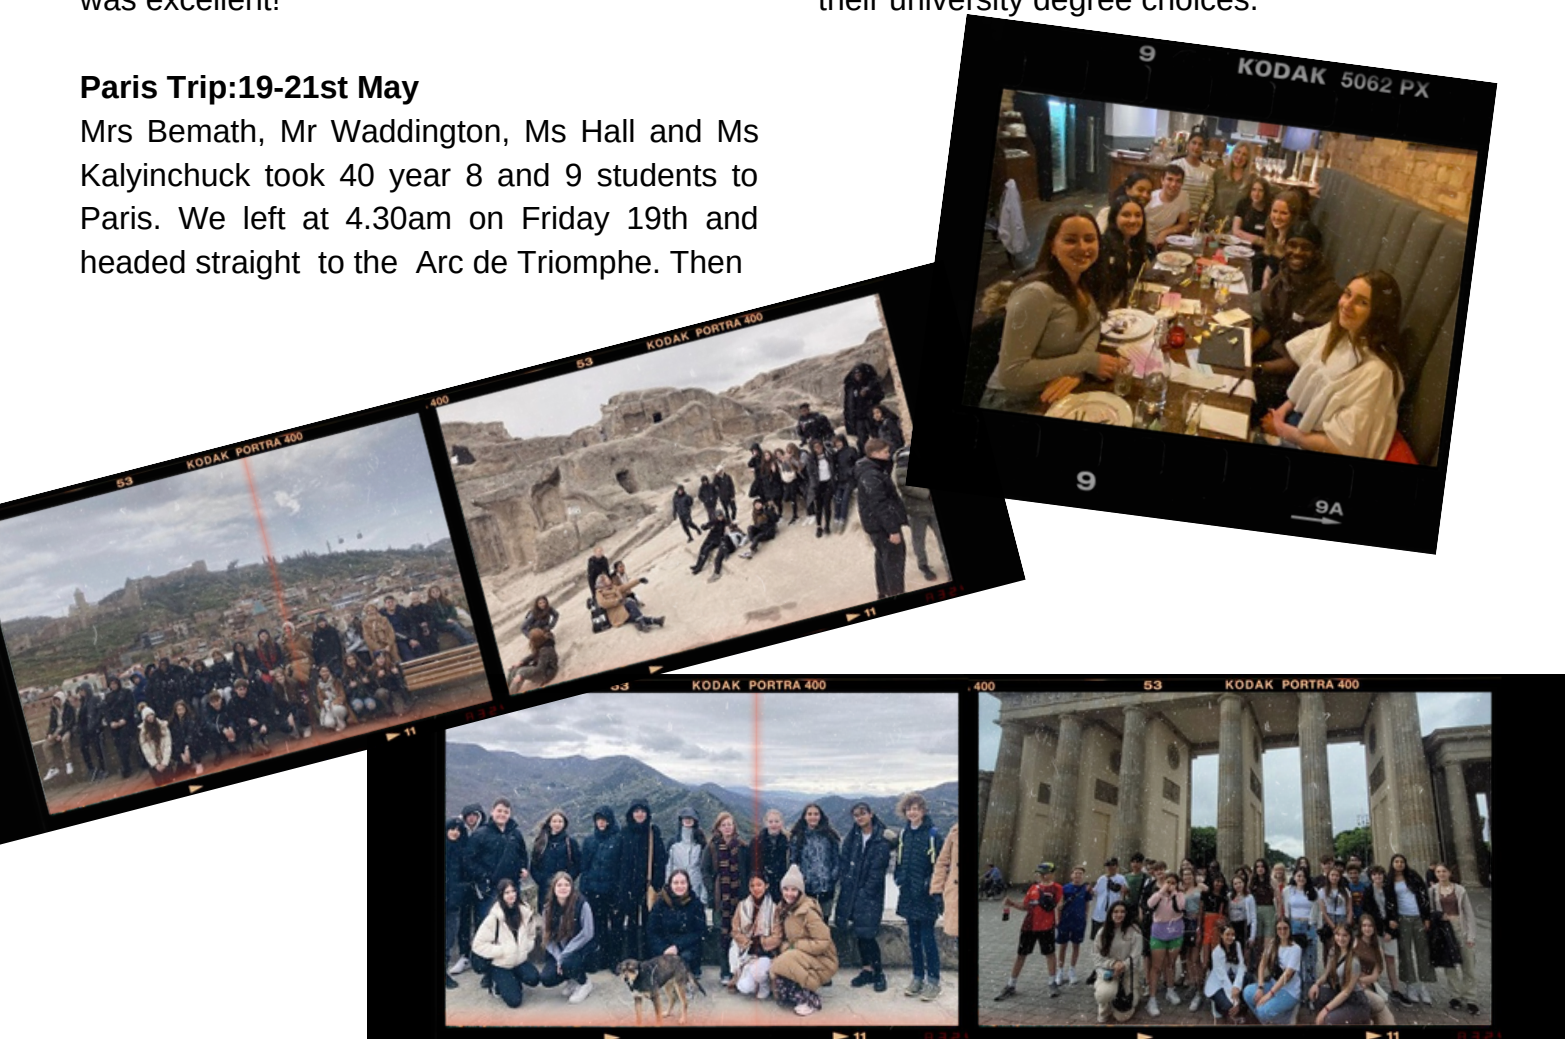 was excellent!
their university degree choices.
Paris Trip:19-21st May
Mrs Bemath, Mr Waddington, Ms Hall and Ms
Kalyinchuck took 40 year 8 and 9 students to
Paris. We left at 4.30am on Friday 19th and
headed straight to the Arc de Triomphe. Then
9 KODAK 5062 PX
9
9A
53 KODAK PORTRA 400
.400 53 KODAK PORTRA 400
11
11
53 KODAK PORTRA 400
.400 53 KODAK PORTRA 400
11
11